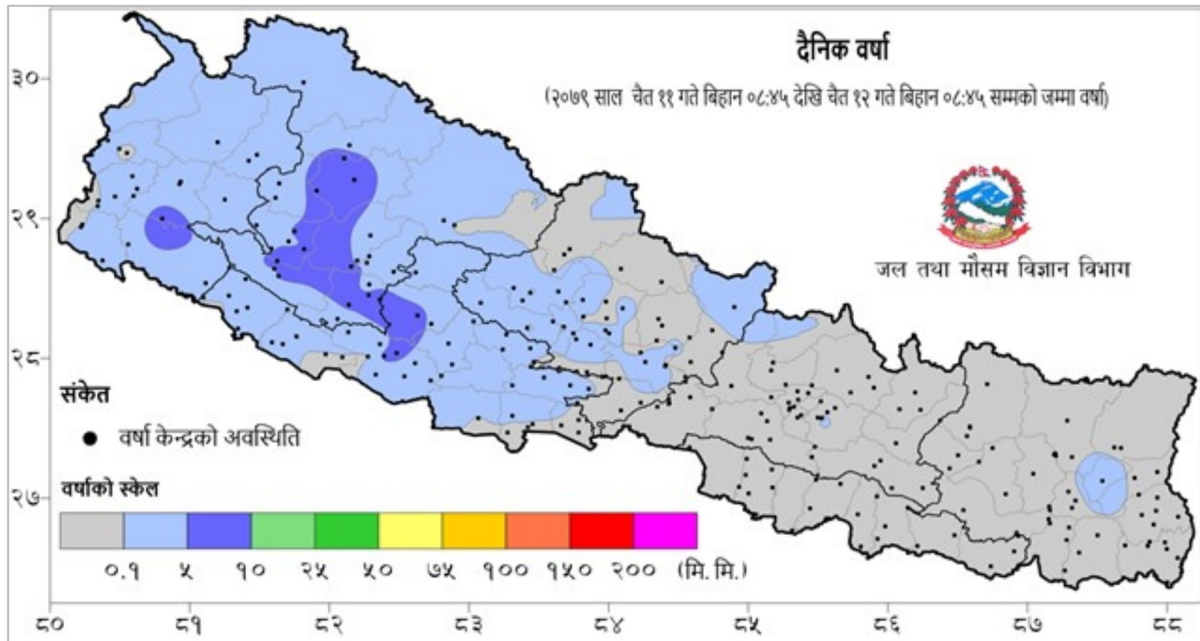 दैनिक वर्षा
(२०७९ साल चैत ११ गते बिहान ०८:४५ देखि चैत १२ गते बिहान ०८:४५ सम्मको जम्मा वर्षा)
जल तथा मौसम विज्ञान विभाग
३०
२९
२८
२७
संकेत
वर्षा केन्द्रको अवस्थिति
वर्षाको स्केल
०.१ ५ १० २५ ५० ७५ १०० १५० २०० (मि.मि.)
८० ८१ ८२ ८३ ८४ ८५ ८६ ८७ ८८